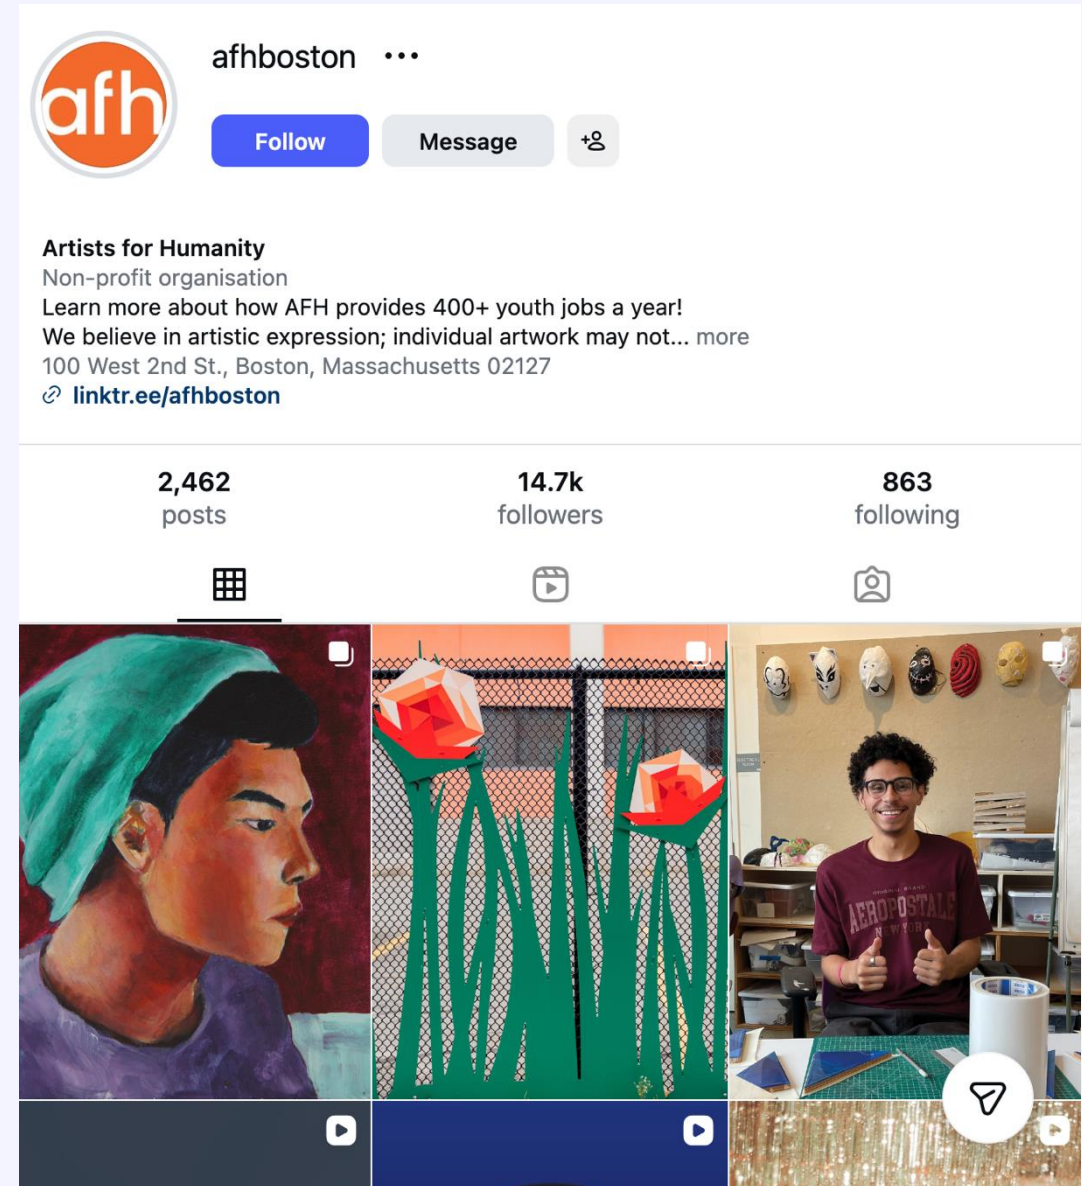 afh
afhboston
Follow
Message
Artists for Humanity
Non-profit organisation
Learn more about how AFH provides 400+ youth jobs a year!
We believe in artistic expression; individual artwork may not... more
100 West 2nd St., Boston, Massachusetts 02127
linktr.ee/afhboston
2,462
posts
14.7k
followers
863
following
AEROPOSTALE
NEW YORK